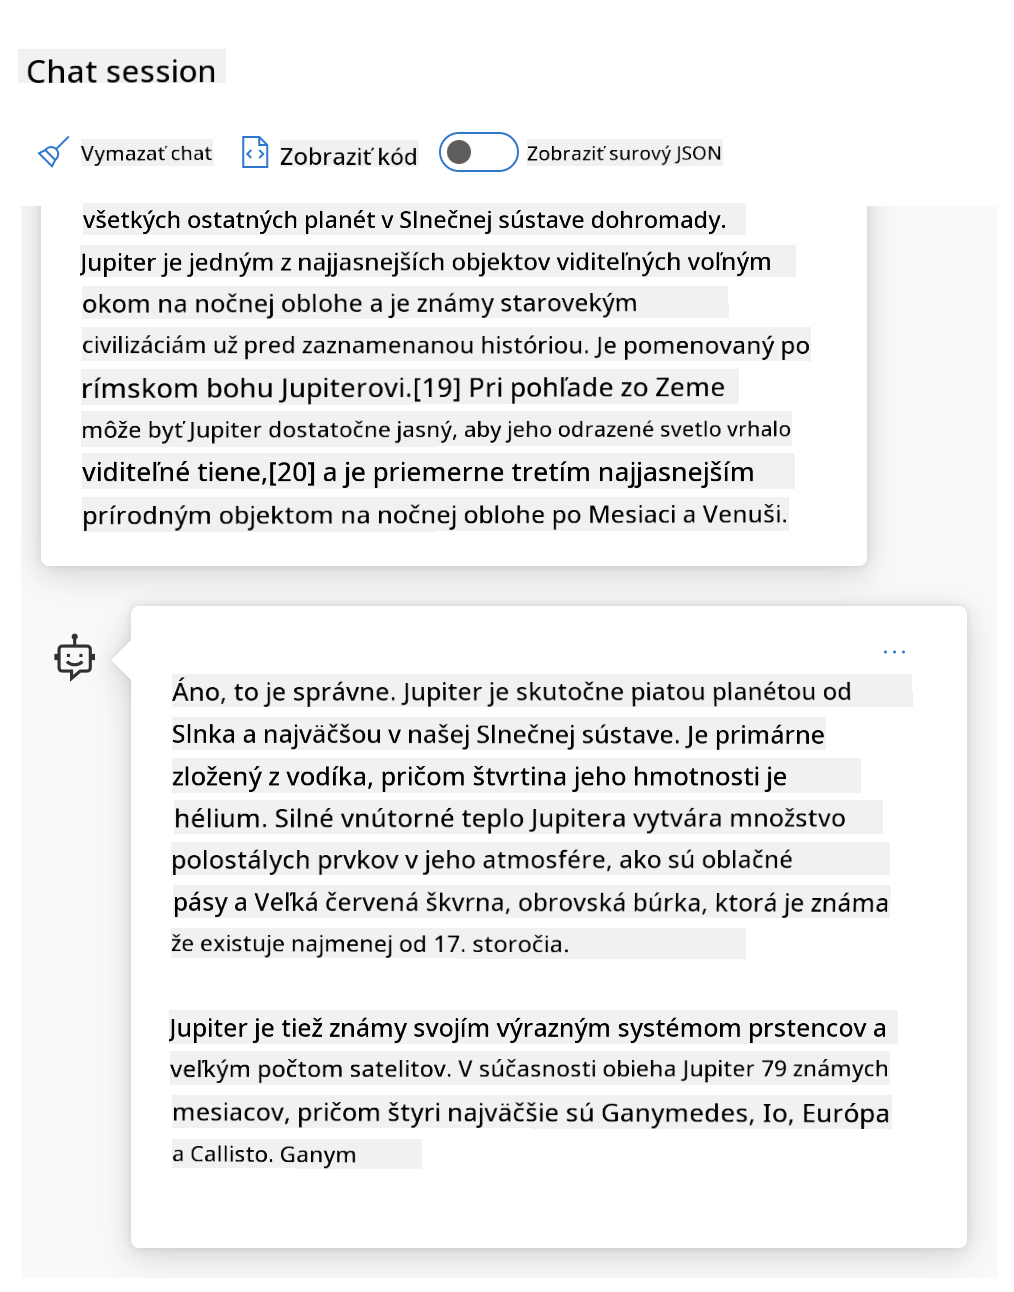 Chat session
Vymazať chat Zobraziť kód Zobraziť surový JSON
všetkých ostatných planét v Slnečnej sústave dohromady.
Jupiter je jedným z najjasnejších objektov viditeľných voľným
okom na nočnej oblohe a je známy starovekým
civilizáciám už pred zaznamenanou históriou. Je pomenovaný po
rímskom bohu Jupiterovi.[19] Pri pohľade zo Zeme
môže byť Jupiter dostatočne jasný, aby jeho odrazené svetlo vrhalo
viditeľné tiene,[20] a je priemerne tretím najjasnejším
prírodným objektom na nočnej oblohe po Mesiaci a Venuši.
Áno, to je správne. Jupiter je skutočne piatou planétou od
Slnka a najväčšou v našej Slnečnej sústave. Je primárne
zložený z vodíka, pričom štvrtina jeho hmotnosti je
hélium. Silné vnútorné teplo Jupitera vytvára množstvo
polostálych prvkov v jeho atmosfére, ako sú oblačné
pásy a Veľká červená škvrna, obrovská búrka, ktorá je známa
že existuje najmenej od 17. storočia.
Jupiter je tiež známy svojím výrazným systémom prstencov a
veľkým počtom satelitov. V súčasnosti obieha Jupiter 79 známych
mesiacov, pričom štyri najväčšie sú Ganymedes, Io, Európa
a Callisto. Ganym